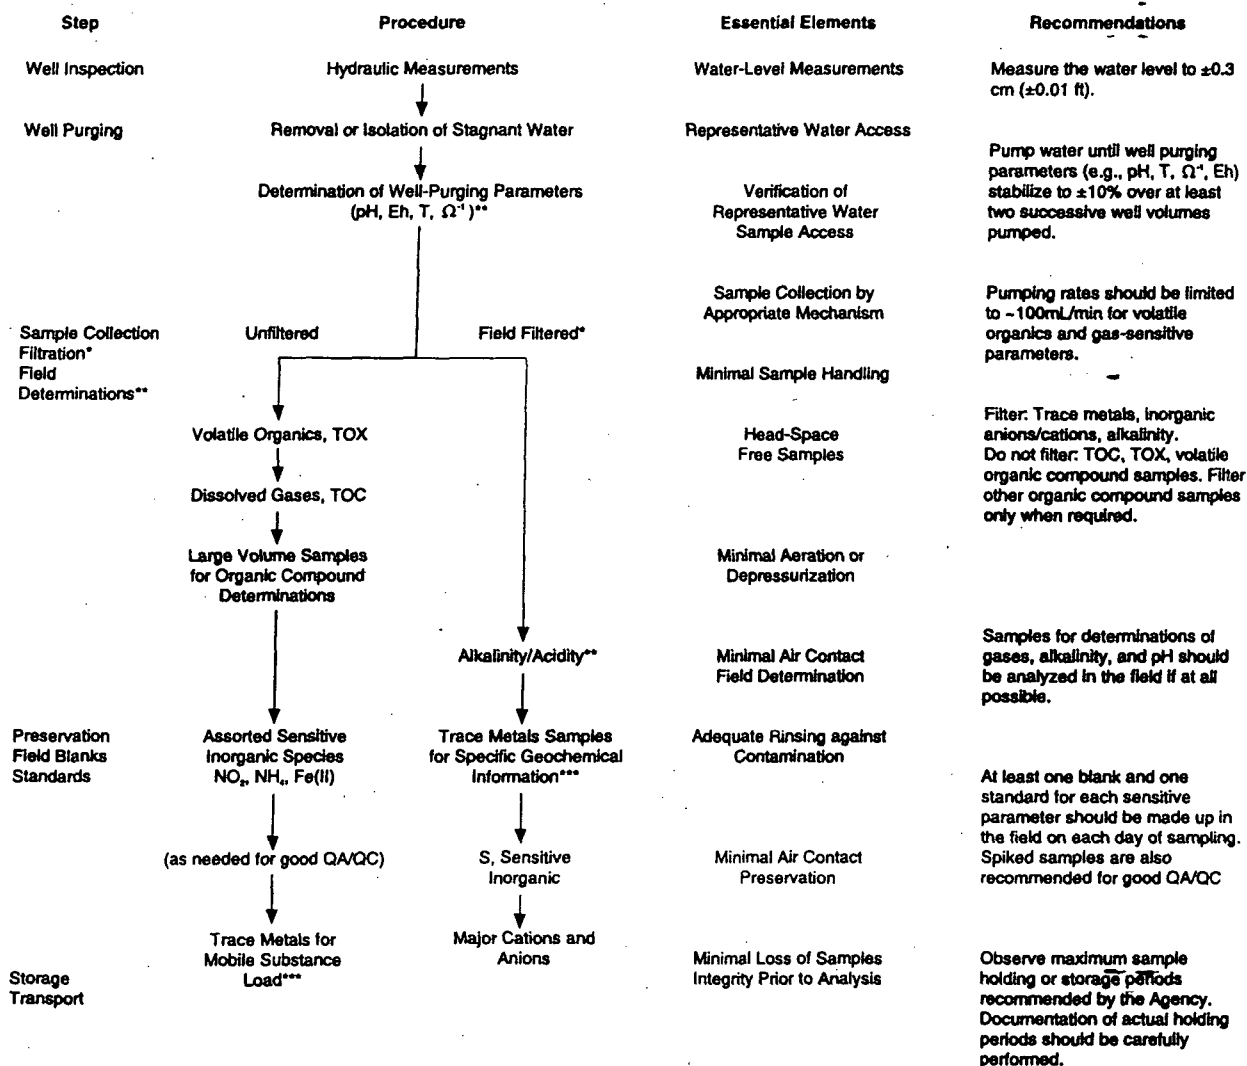 Step
Procedure
Essential Elements
Recommendations
Well Inspection
Hydraulic Measurements
Water-Level Measurements
Measure the water level to ±0.3
cm (±0.01 ft).
Well Purging
Removal or Isolation of Stagnant Water
Representative Water Access
Determination of Well-Purging Parameters
(pH, Eh, T, Ω⁻¹)**
Verification of
Representative Water
Sample Access
Pump water until well purging
parameters (e.g., pH, T, Ω⁻¹, Eh)
stabilize to ±10% over at least
two successive well volumes
pumped.
Sample Collection
Filtration*
Field
Determinations**
Unfiltered
Field Filtered*
Sample Collection by
Appropriate Mechanism
Minimal Sample Handling
Pumping rates should be limited
to ~100mL/min for volatile
organics and gas-sensitive
parameters.
Volatile Organics, TOX
Dissolved Gases, TOC
Large Volume Samples
for Organic Compound
Determinations
Head-Space
Free Samples
Filter: Trace metals, inorganic
anions/cations, alkalinity.
Do not filter: TOC, TOX, volatile
organic compound samples. Filter
other organic compound samples
only when required.
Minimal Aeration or
Depressurization
Alkalinity/Acidity**
Minimal Air Contact
Field Determination
Samples for determinations of
gases, alkalinity, and pH should
be analyzed in the field if at all
possible.
Preservation
Field Blanks
Standards
Assorted Sensitive
Inorganic Species
NO₂, NH₄, Fe(II)
Trace Metals Samples
for Specific Geochemical
Information***
Adequate Rinsing against
Contamination
At least one blank and one
standard for each sensitive
parameter should be made up in
the field on each day of sampling.
Spiked samples are also
recommended for good QA/QC
(as needed for good QA/QC)
S, Sensitive
Inorganic
Minimal Air Contact
Preservation
Trace Metals for
Mobile Substance
Load***
Major Cations and
Anions
Storage
Transport
Minimal Loss of Samples
Integrity Prior to Analysis
Observe maximum sample
holding or storage periods
recommended by the Agency.
Documentation of actual holding
periods should be carefully
performed.